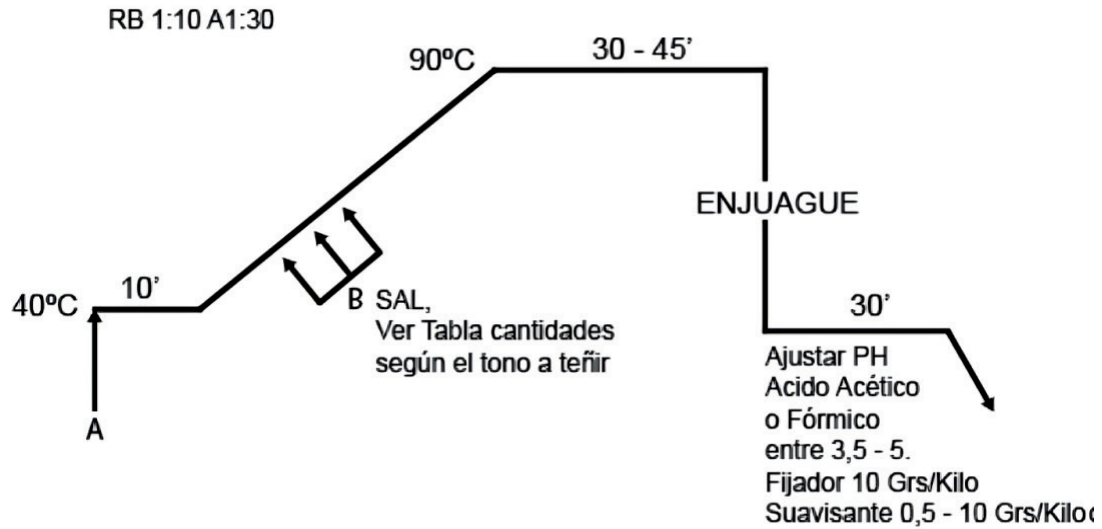 RB 1:10 A1:30
90ºC
30 - 45'
ENJUAGUE
40ºC
10'
B SAL,
Ver Tabla cantidades
según el tono a teñir
A
30'
Ajustar PH
Acido Acético
o Fórmico
entre 3,5 - 5.
Fijador 10 Grs/Kilo
Suavisante 0,5 - 10 Grs/Kilo